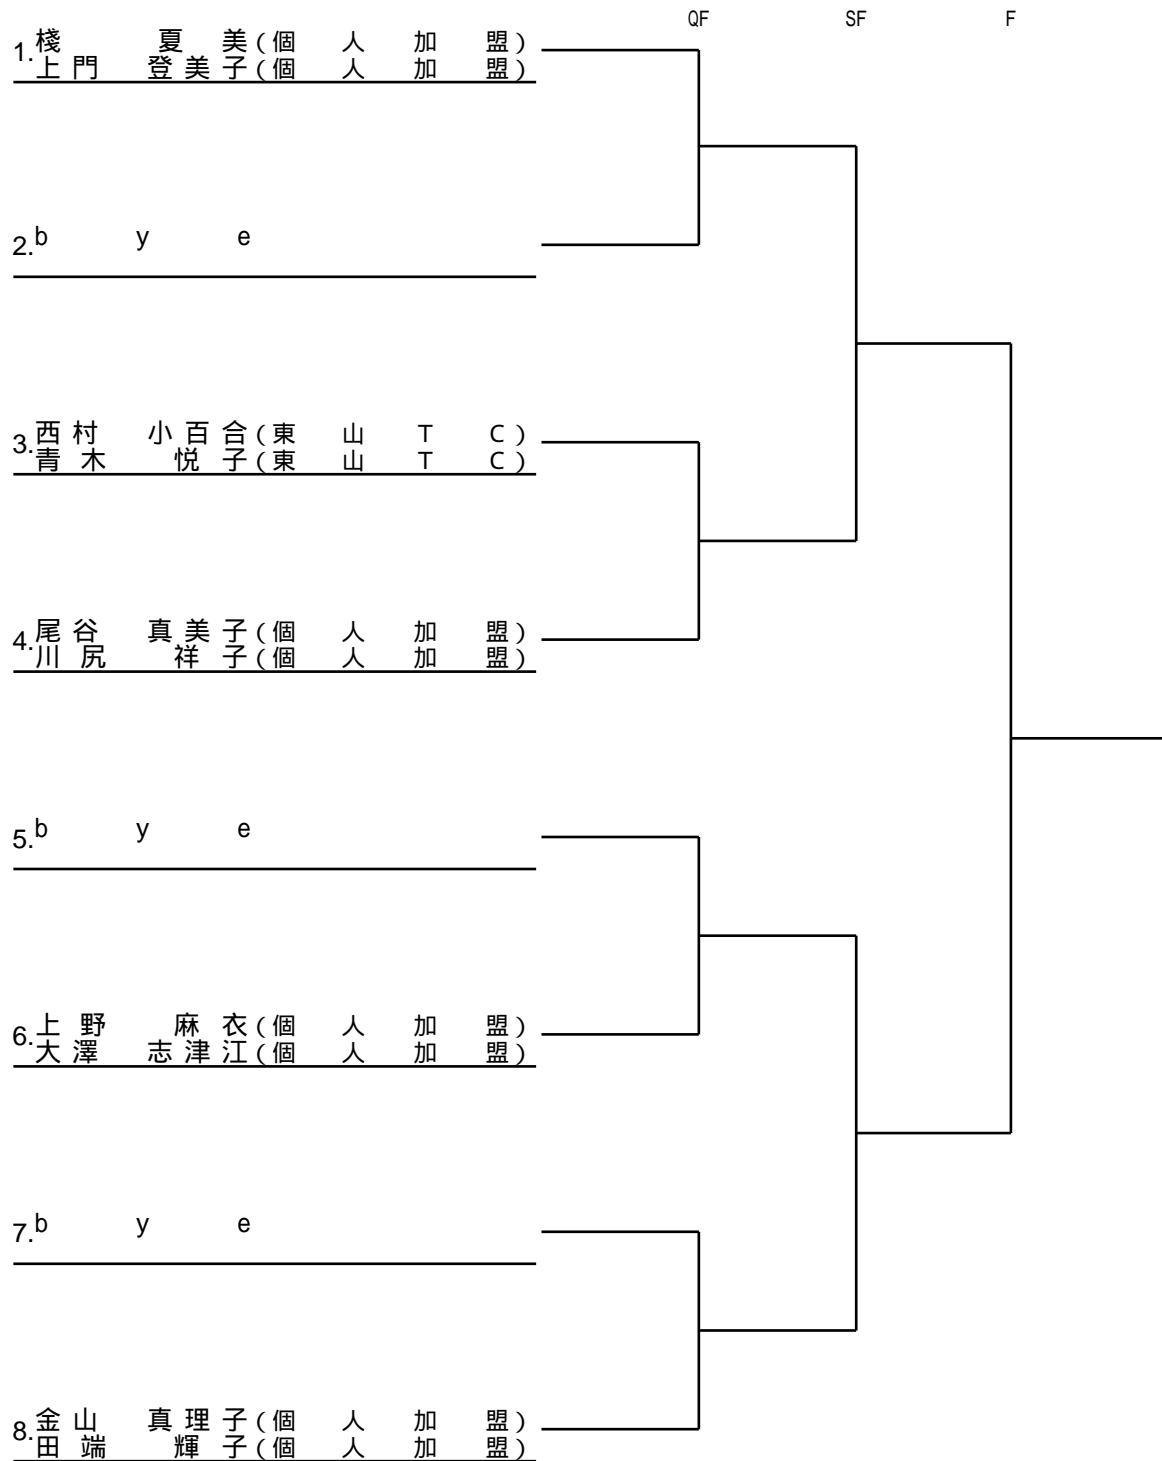 QF SF F
1.棧 夏 美(個 人 加 盟)
上門 登美子(個 人 加 盟)
2.b y e
3.西村 小百合(東 山 T C)
青木 悦子(東 山 T C)
4.尾谷 真美子(個 人 加 盟)
川尻 祥子(個 人 加 盟)
5.b y e
6.上野 麻衣(個 人 加 盟)
大澤 志津江(個 人 加 盟)
7.b y e
8.金山 真理子(個 人 加 盟)
田端 輝子(個 人 加 盟)